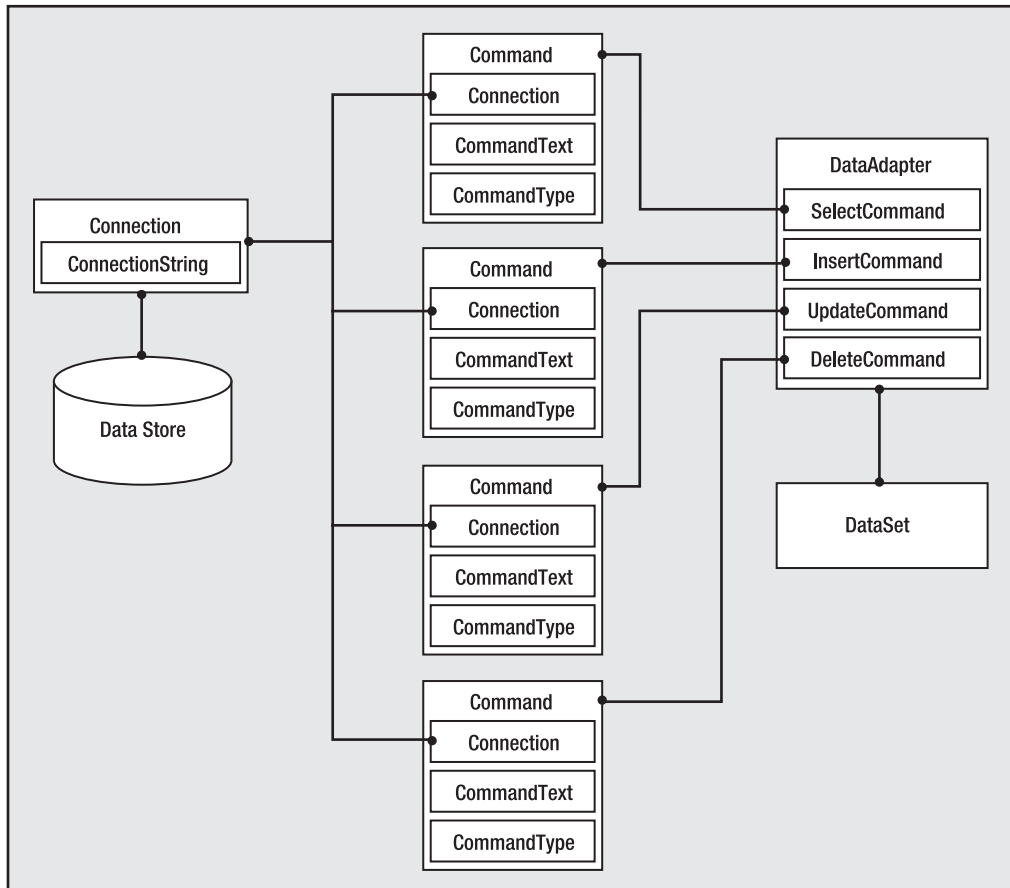 Connection
ConnectionString
Data Store
Command
Connection
CommandText
CommandType
Command
Connection
CommandText
CommandType
Command
Connection
CommandText
CommandType
Command
Connection
CommandText
CommandType
DataAdapter
SelectCommand
InsertCommand
UpdateCommand
DeleteCommand
DataSet